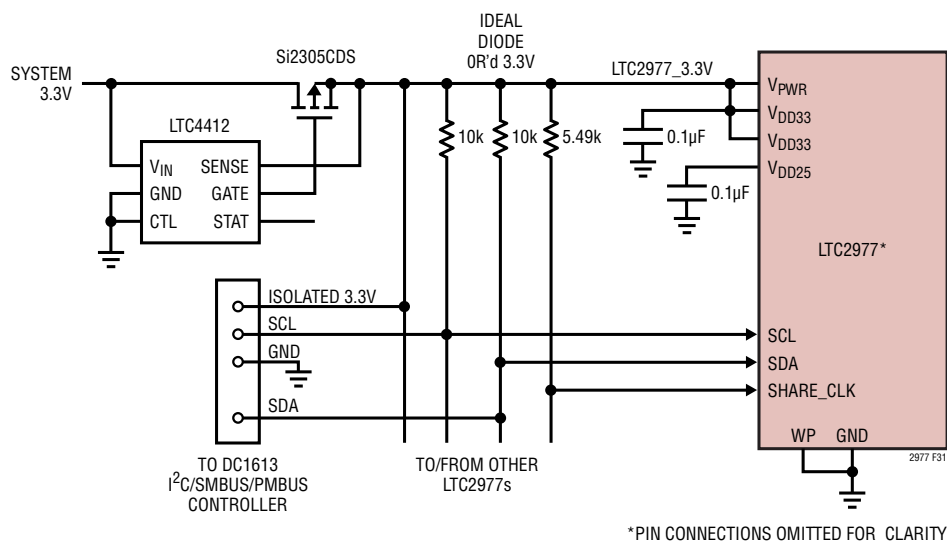 IDEAL
DIODE
OR'd 3.3V
Si2305CDS
SYSTEM
3.3V
LTC2977_3.3V
LTC4412
VIN
SENSE
GND
GATE
CTL
STAT
10k
10k
5.49k
0.1µF
0.1µF
VPWR
VDD33
VDD33
VDD25
LTC2977*
ISOLATED 3.3V
SCL
GND
SDA
SCL
SDA
SHARE_CLK
WP GND
TO DC1613
I2C/SMBUS/PMBUS
CONTROLLER
TO/FROM OTHER
LTC2977s
2977 F31
*PIN CONNECTIONS OMITTED FOR CLARITY